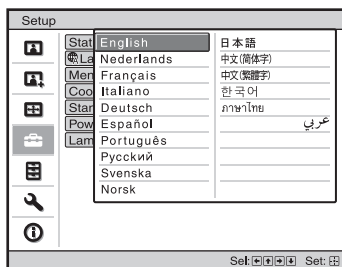 Setup
Stat
La
Men
Coo
Star
Pow
Lam
English
Nederlands
Français
Italiano
Deutsch
Español
Português
Русский
Svenska
Norsk
日本語
中文(简体字)
中文(繁體字)
한국어
ภาษาไทย
عربي
Sel: Set: